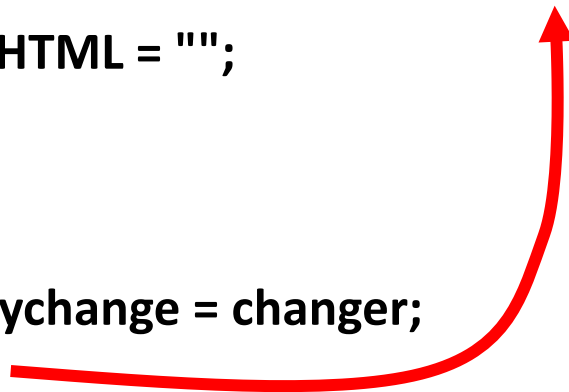 HTML = "";
ychange = changer;